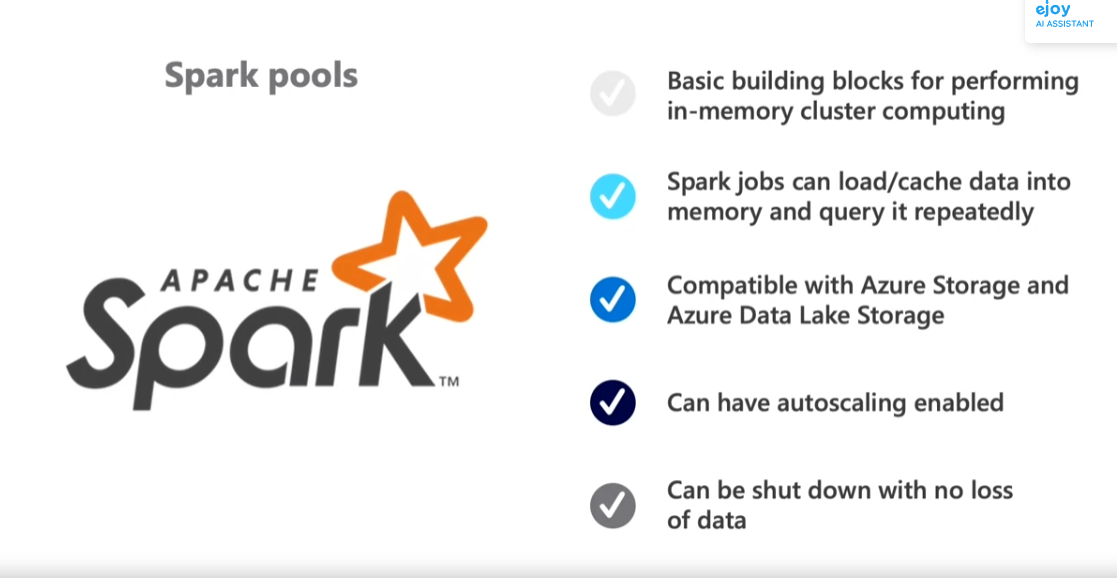 ejoy
AI ASSISTANT
Spark pools
APACHE
Spark™
Basic building blocks for performing
in-memory cluster computing
Spark jobs can load/cache data into
memory and query it repeatedly
Compatible with Azure Storage and
Azure Data Lake Storage
Can have autoscaling enabled
Can be shut down with no loss
of data